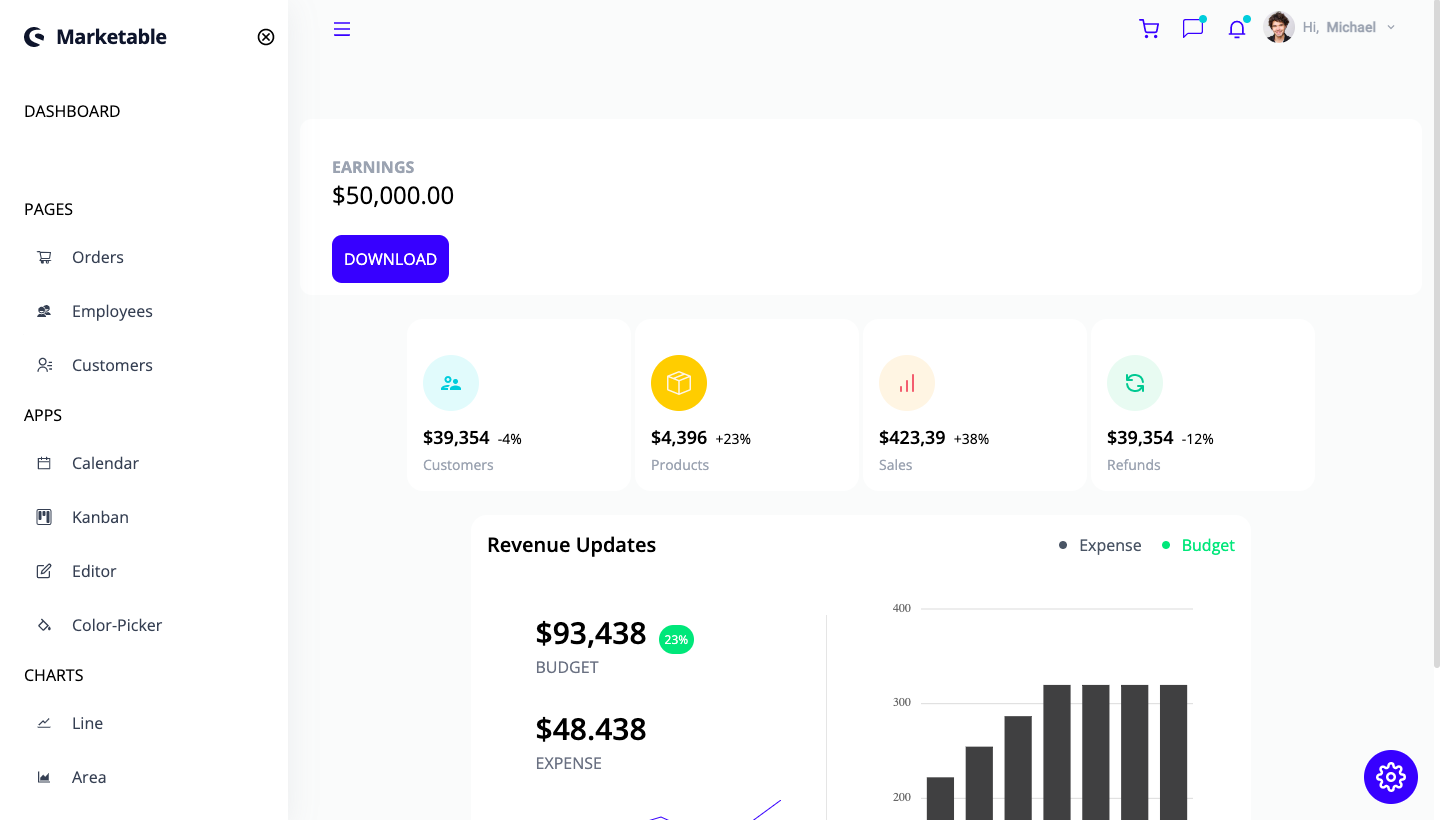 Marketable
DASHBOARD
PAGES
Orders
Employees
Customers
APPS
Calendar
Kanban
Editor
Color-Picker
CHARTS
Line
Area
Hi, Michael
EARNINGS
$50,000.00
DOWNLOAD
$39,354 -4%
Customers
$4,396 +23%
Products
$423,39 +38%
Sales
$39,354 -12%
Refunds
Revenue Updates
Expense
Budget
$93,438 23%
BUDGET
$48.438
EXPENSE
400
300
200